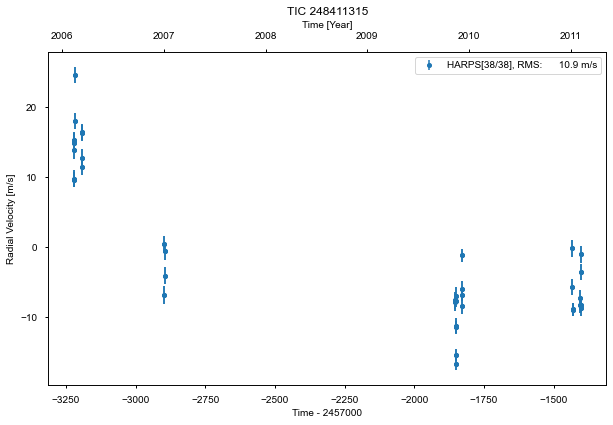 TIC 248411315
Time [Year]
2006 2007 2008 2009 2010 2011
HARPS[38/38], RMS: 10.9 m/s
20
10
0
−10
Radial Velocity [m/s]
−3250 −3000 −2750 −2500 −2250 −2000 −1750 −1500
Time - 2457000